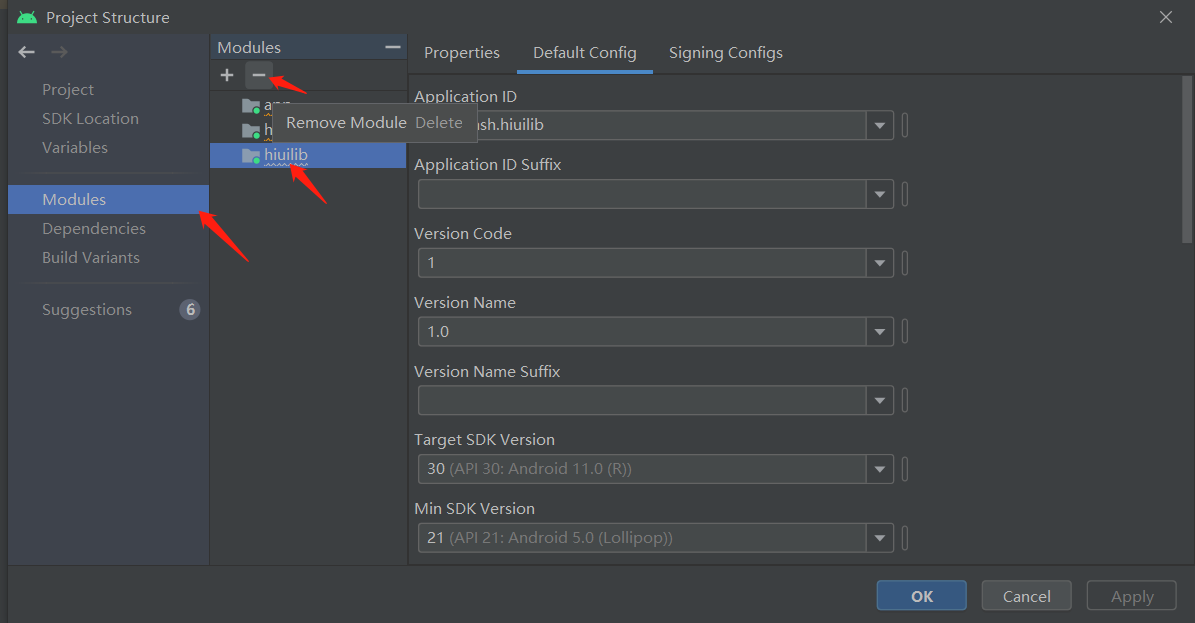 Project Structure
Project
SDK Location
Variables
Modules
Dependencies
Build Variants
Suggestions 6
Modules
Remove Module Delete
hiuilib
Properties Default Config Signing Configs
Application ID
sh.hiuilib
Application ID Suffix
Version Code
1
Version Name
1.0
Version Name Suffix
Target SDK Version
30 (API 30: Android 11.0 (R))
Min SDK Version
21 (API 21: Android 5.0 (Lollipop))
OK Cancel Apply